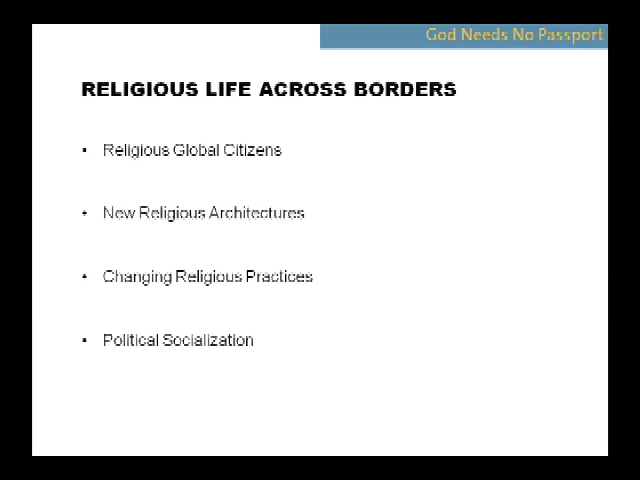 God Needs No Passport
RELIGIOUS LIFE ACROSS BORDERS
• Religious Global Citizens
• New Religious Architectures
• Changing Religious Practices
• Political Socialization